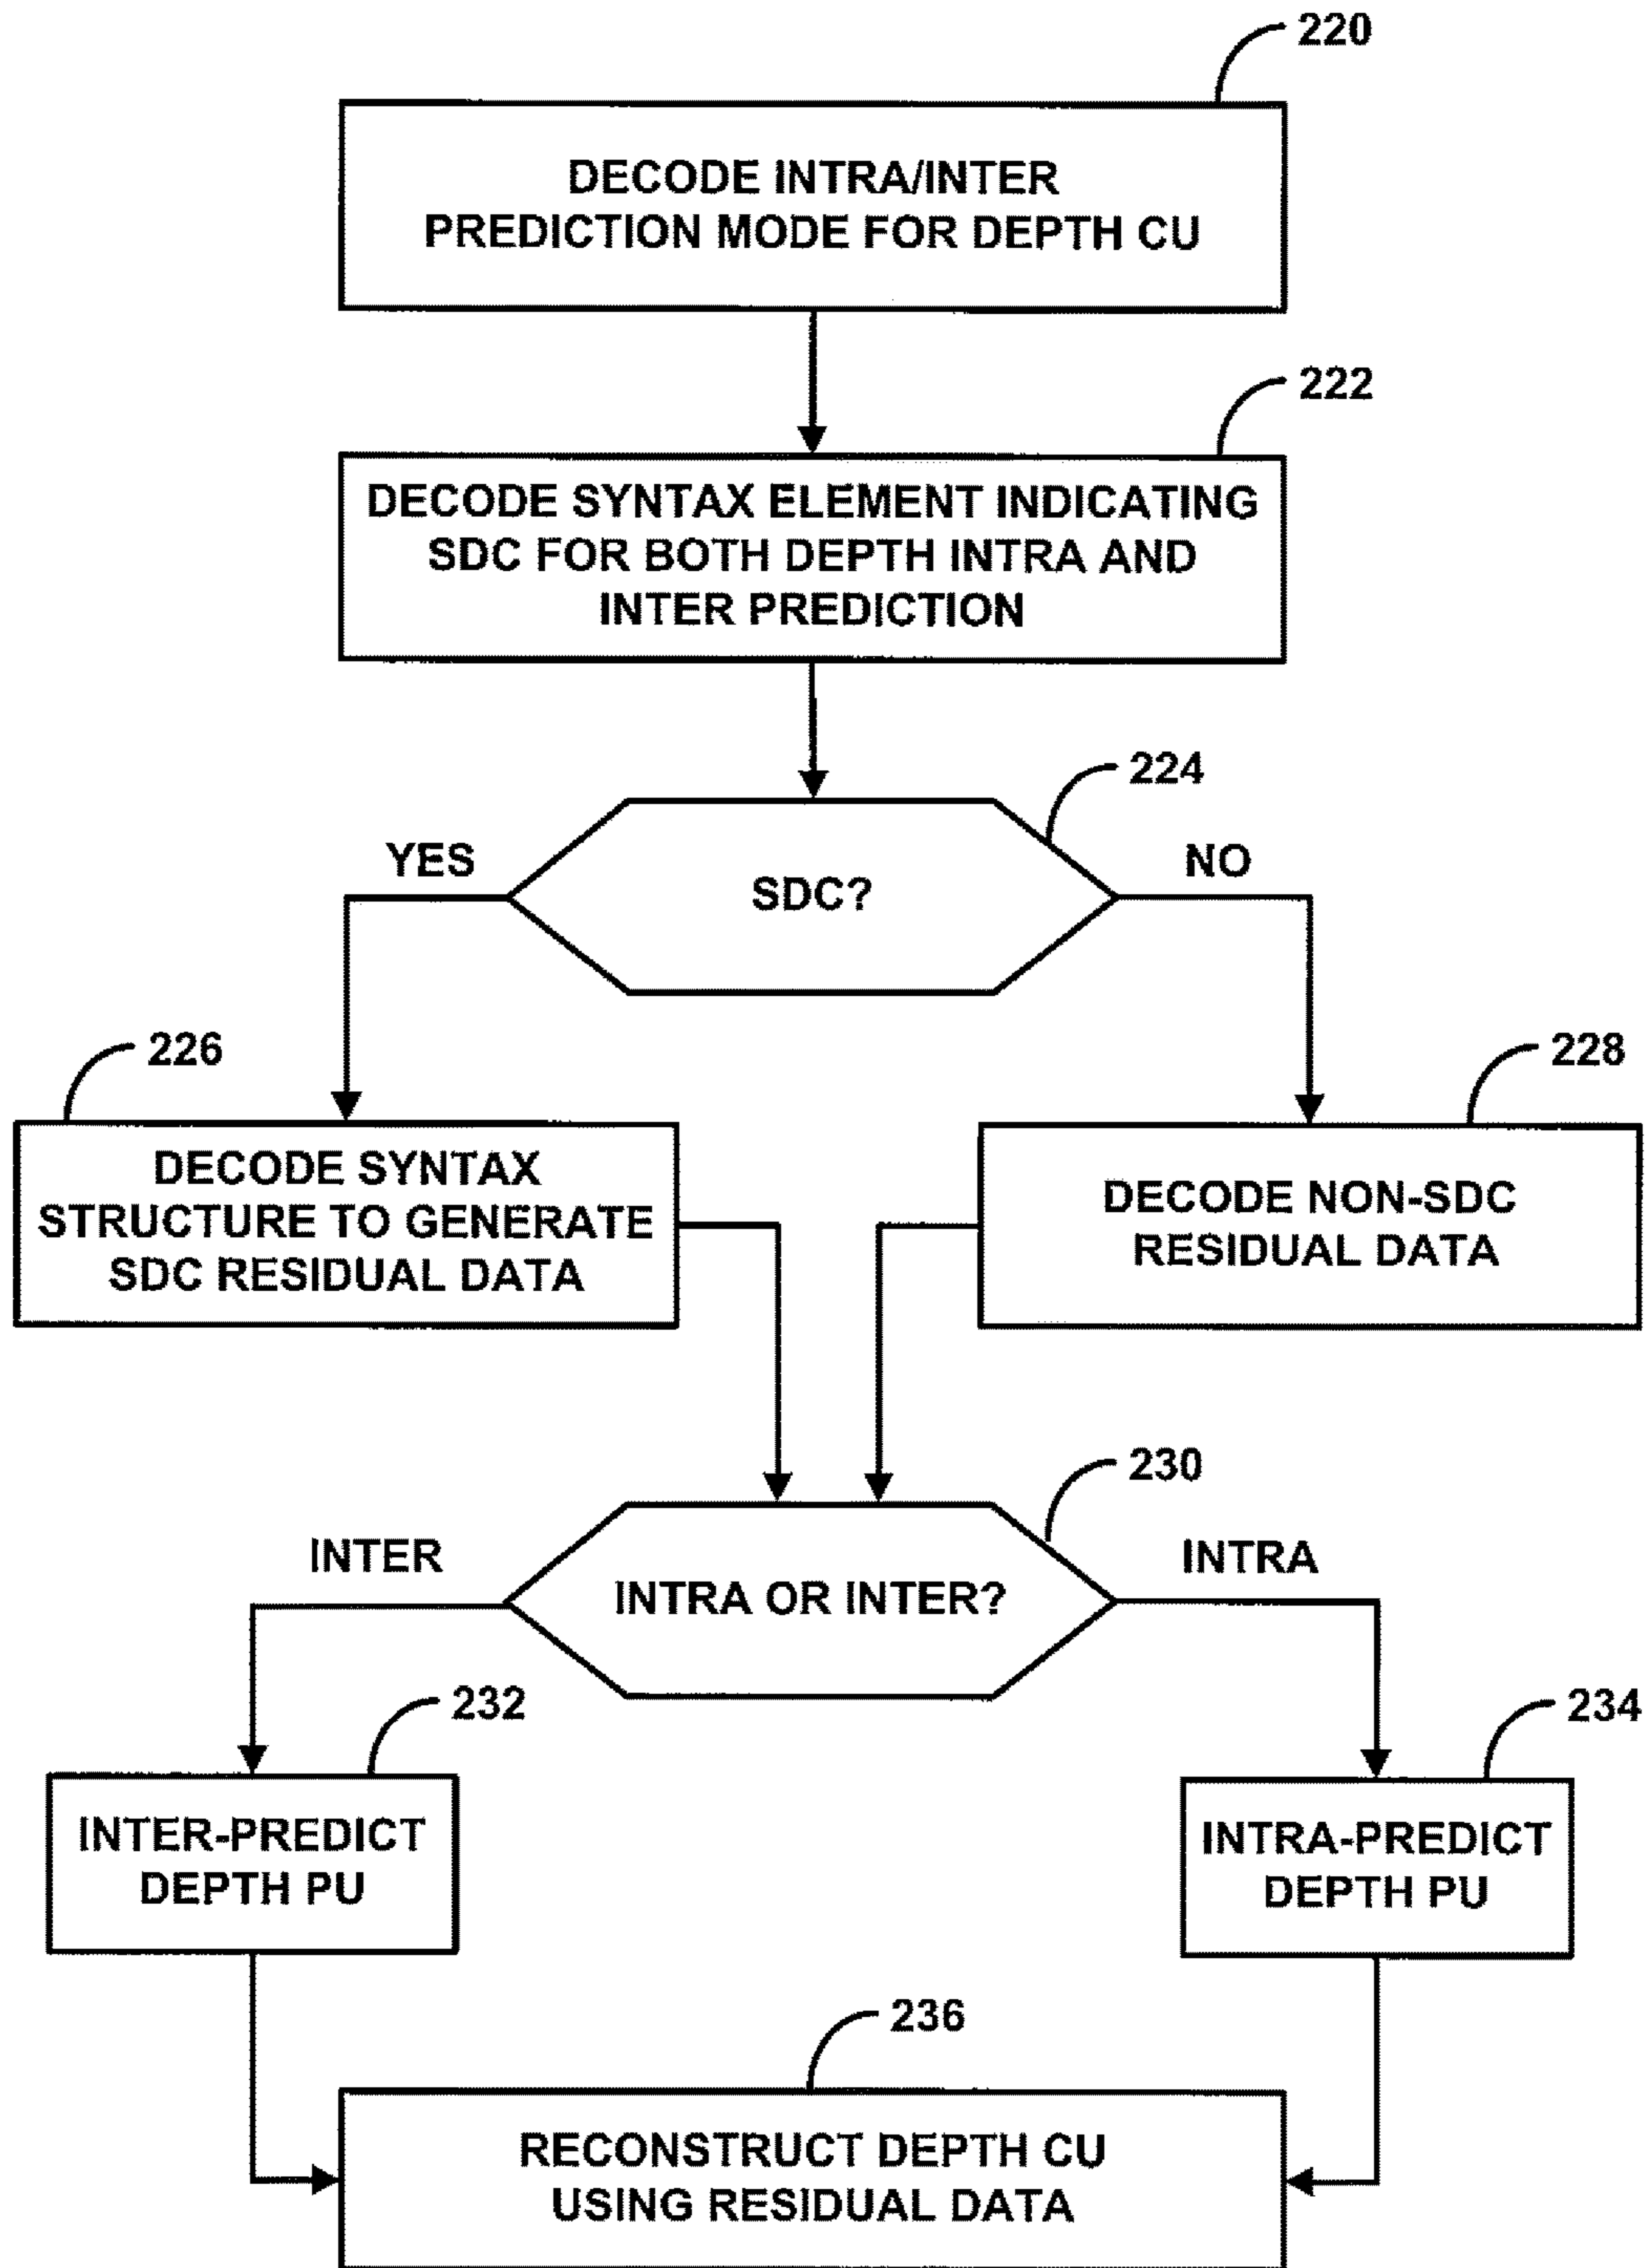 220
DECODE INTRA/INTER
PREDICTION MODE FOR DEPTH CU
222
DECODE SYNTAX ELEMENT INDICATING
SDC FOR BOTH DEPTH INTRA AND
INTER PREDICTION
224
YES
SDC?
NO
226
228
DECODE SYNTAX
STRUCTURE TO GENERATE
SDC RESIDUAL DATA
DECODE NON-SDC
RESIDUAL DATA
230
INTER
INTRA OR INTER?
INTRA
232
234
INTER-PREDICT
DEPTH PU
INTRA-PREDICT
DEPTH PU
236
RECONSTRUCT DEPTH CU
USING RESIDUAL DATA